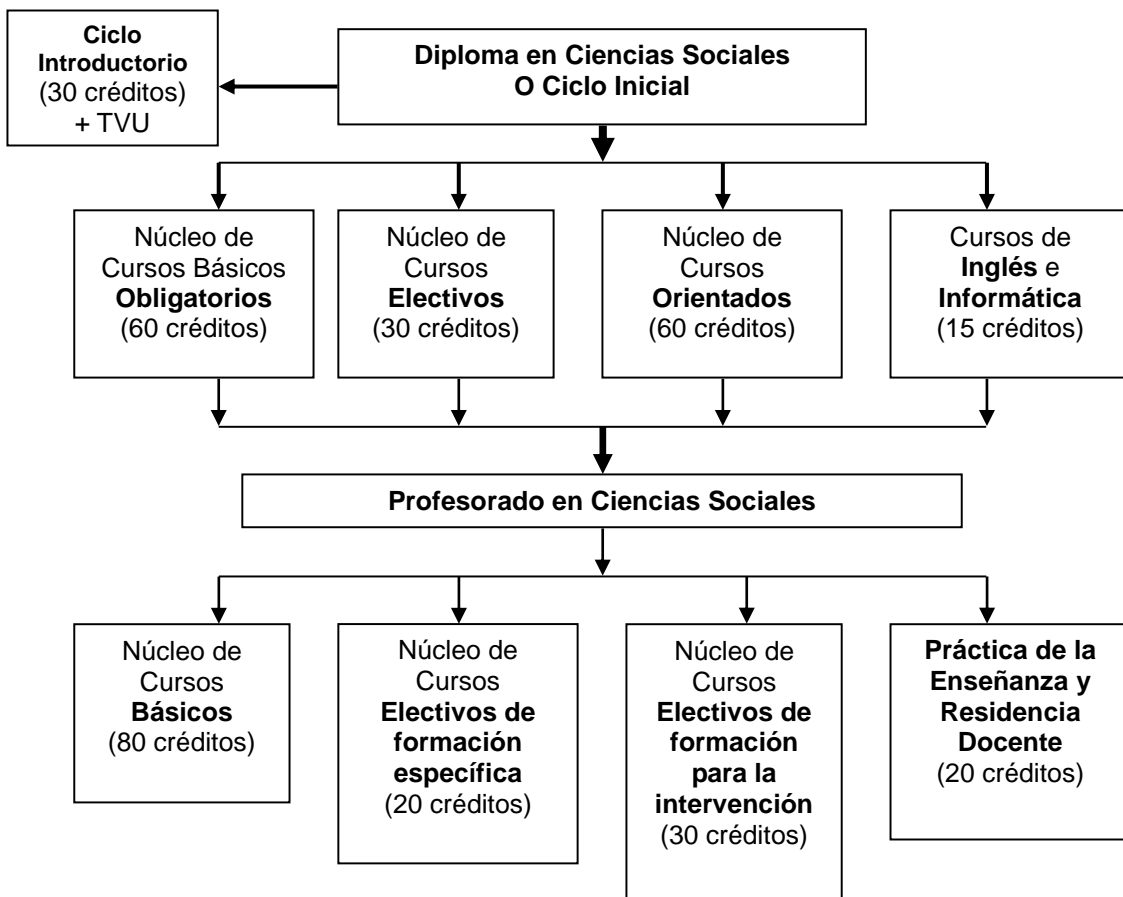 Ciclo
Introductorio
(30 créditos)
+ TVU
Diploma en Ciencias Sociales
O Ciclo Inicial
Núcleo de
Cursos Básicos
Obligatorios
(60 créditos)
Núcleo de
Cursos
Electivos
(30 créditos)
Núcleo de
Cursos
Orientados
(60 créditos)
Cursos de
Inglés e
Informática
(15 créditos)
Profesorado en Ciencias Sociales
Núcleo de
Cursos
Básicos
(80 créditos)
Núcleo de
Cursos
Electivos de
formación
específica
(20 créditos)
Núcleo de
Cursos
Electivos de
formación
para la
intervención
(30 créditos)
Práctica de la
Enseñanza y
Residencia
Docente
(20 créditos)